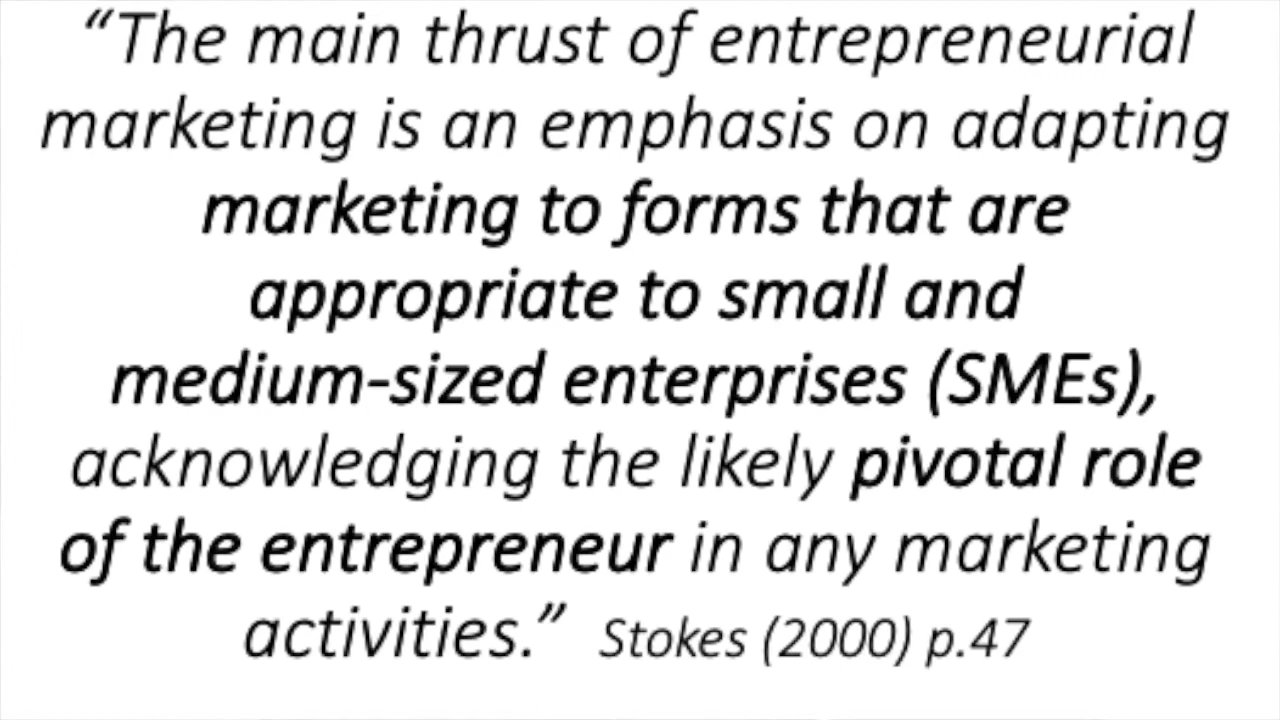 “The main thrust of entrepreneurial
marketing is an emphasis on adapting
marketing to forms that are
appropriate to small and
medium-sized enterprises (SMEs),
acknowledging the likely pivotal role
of the entrepreneur in any marketing
activities.” Stokes (2000) p.47